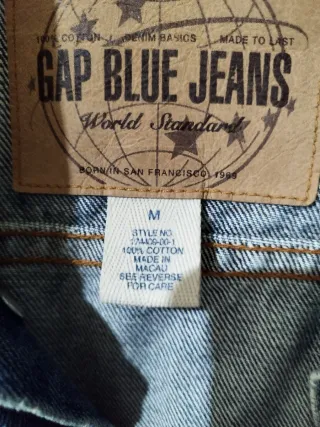 100% COTTON DENIM BASICS MADE TO LAST
GAP BLUE JEANS
World Standard
BORN IN SAN FRANCISCO, 1969
M
STYLE NO
174409-00-1
100% COTTON
MADE IN
MACAU
SEE REVERSE
FOR CARE